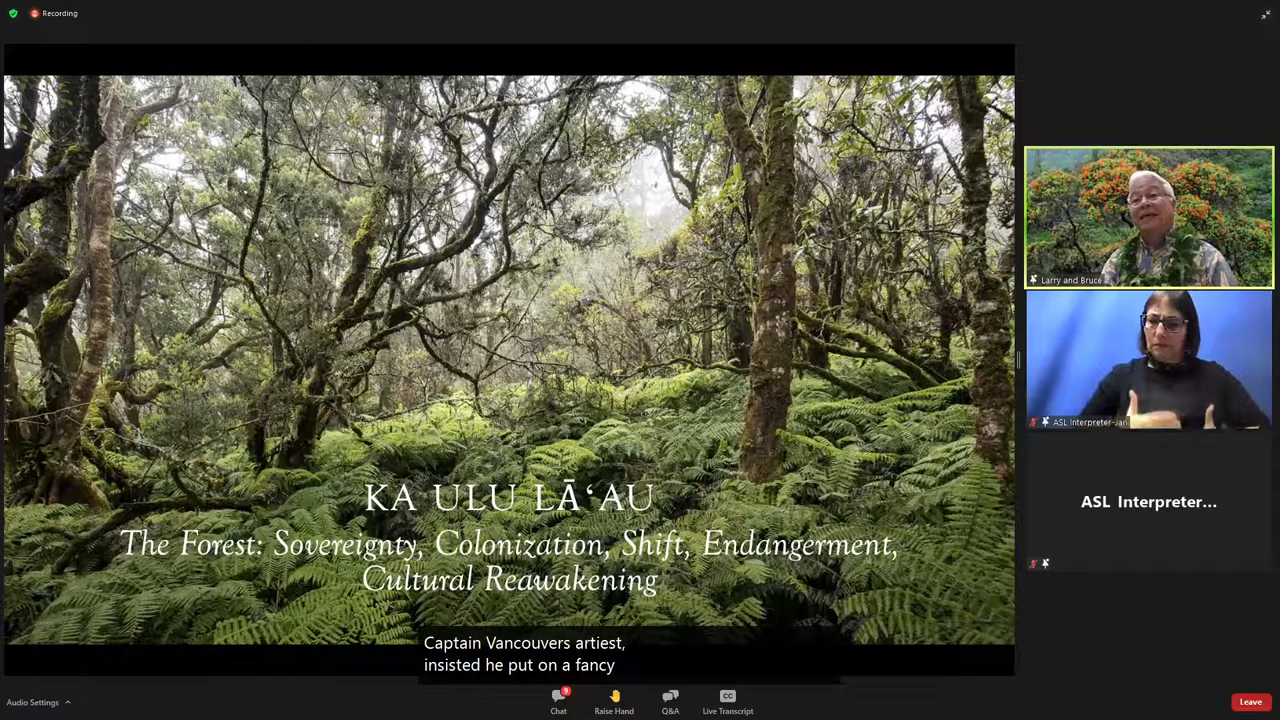 Recording
KA ULU LĀʻAU
The Forest: Sovereignty, Colonization, Shift, Endangerment,
Cultural Reawakening
Larry and Bruce
ASL Interpreter-Jan
ASL Interpreter...
Captain Vancouvers artiest,
insisted he put on a fancy
Audio Settings
9
Chat
Raise Hand
Q&A
CC
Live Transcript
Leave